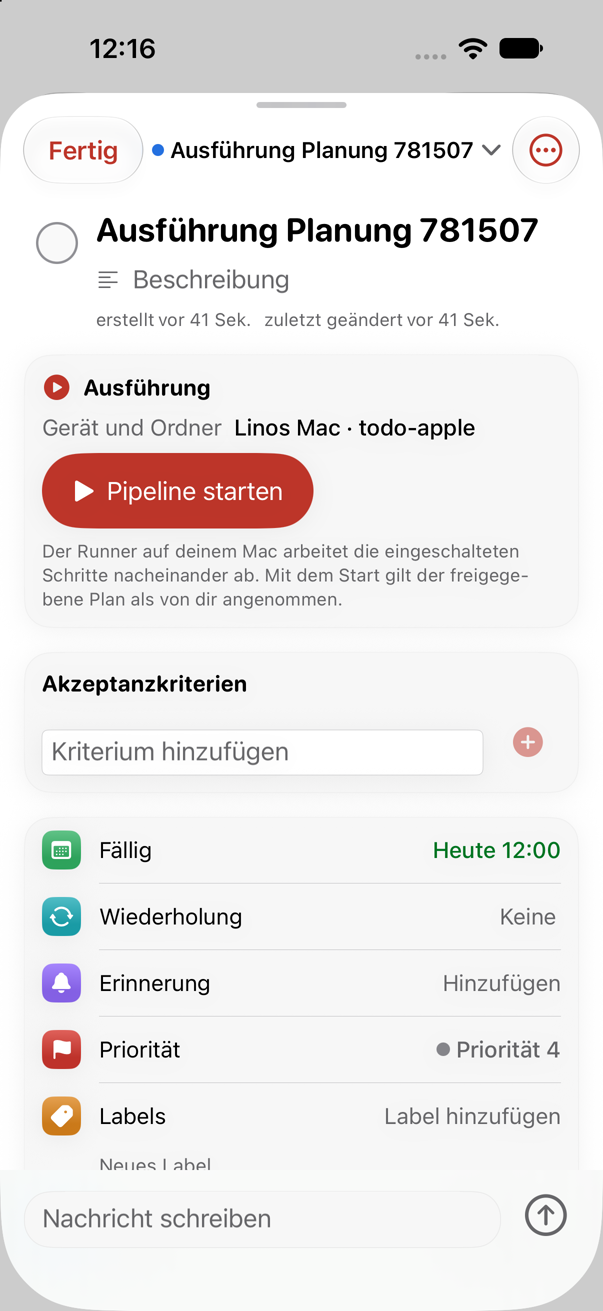 12:16
Fertig
Ausführung Planung 781507
Ausführung Planung 781507
Beschreibung
erstellt vor 41 Sek. zuletzt geändert vor 41 Sek.
Ausführung
Gerät und Ordner Linos Mac · todo-apple
Pipeline starten
Der Runner auf deinem Mac arbeitet die eingeschalteten
Schritte nacheinander ab. Mit dem Start gilt der freigege-
bene Plan als von dir angenommen.
Akzeptanzkriterien
Kriterium hinzufügen
Fällig Heute 12:00
Wiederholung Keine
Erinnerung Hinzufügen
Priorität Priorität 4
Labels Label hinzufügen
Neues Label
Nachricht schreiben